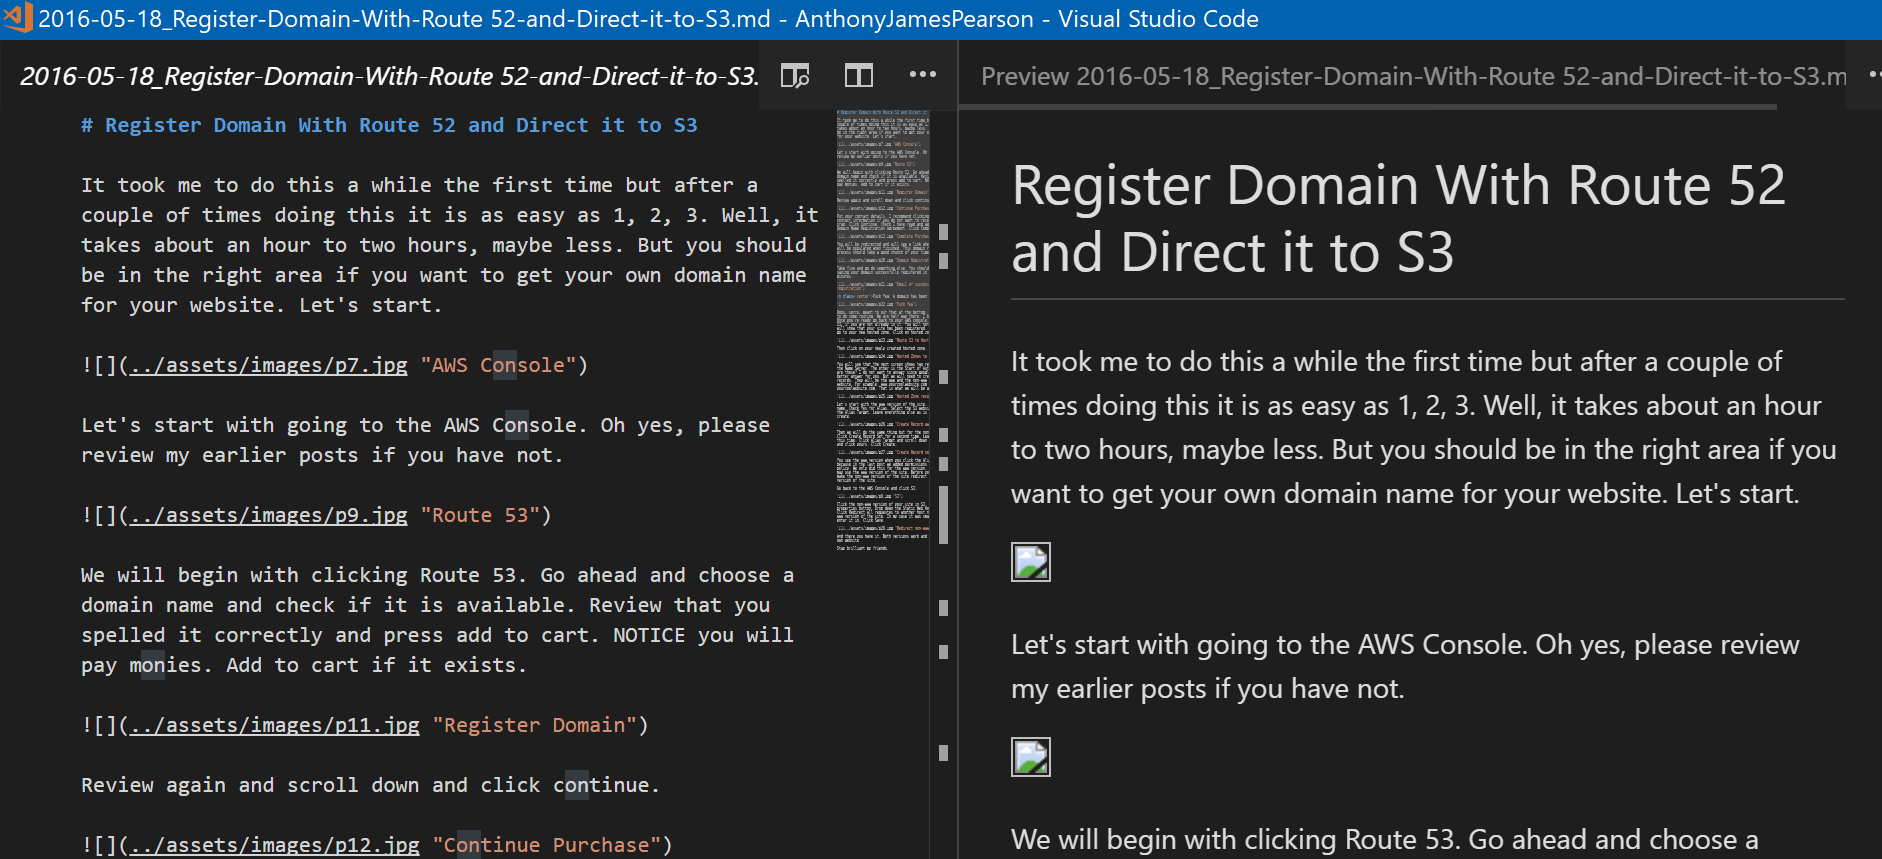 2016-05-18_Register-Domain-With-Route 52-and-Direct-it-to-S3.md - AnthonyJamesPearson - Visual Studio Code
2016-05-18_Register-Domain-With-Route 52-and-Direct-it-to-S3.
# Register Domain With Route 52 and Direct it to S3
It took me to do this a while the first time but after a
couple of times doing this it is as easy as 1, 2, 3. Well, it
takes about an hour to two hours, maybe less. But you should
be in the right area if you want to get your own domain name
for your website. Let's start.
![](../assets/images/p7.jpg "AWS Console")
Let's start with going to the AWS Console. Oh yes, please
review my earlier posts if you have not.
![](../assets/images/p9.jpg "Route 53")
We will begin with clicking Route 53. Go ahead and choose a
domain name and check if it is available. Review that you
spelled it correctly and press add to cart. NOTICE you will
pay monies. Add to cart if it exists.
![](../assets/images/p11.jpg "Register Domain")
Review again and scroll down and click continue.
![](../assets/images/p12.jpg "Continue Purchase")
Preview 2016-05-18_Register-Domain-With-Route 52-and-Direct-it-to-S3.m
Register Domain With Route 52
and Direct it to S3
It took me to do this a while the first time but after a couple of
times doing this it is as easy as 1, 2, 3. Well, it takes about an hour
to two hours, maybe less. But you should be in the right area if you
want to get your own domain name for your website. Let's start.
Let's start with going to the AWS Console. Oh yes, please review
my earlier posts if you have not.
We will begin with clicking Route 53. Go ahead and choose a